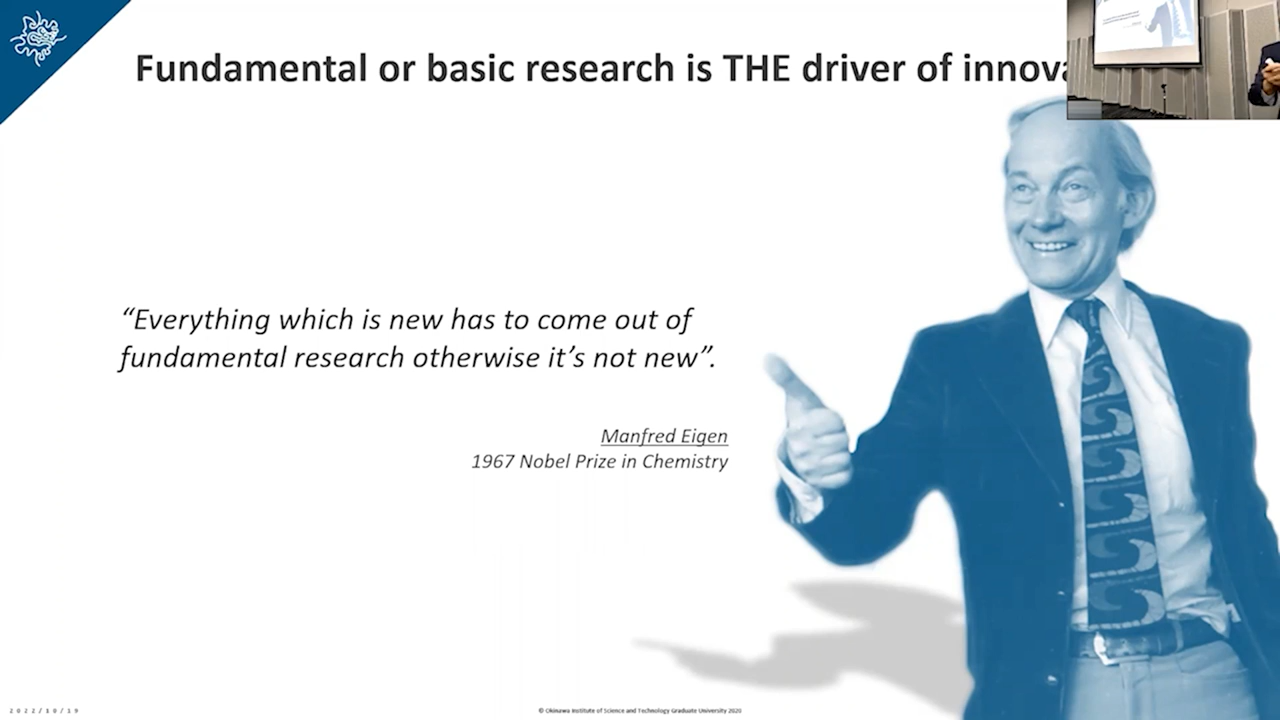 Fundamental or basic research is THE driver of innova
“Everything which is new has to come out of
fundamental research otherwise it’s not new”.
Manfred Eigen
1967 Nobel Prize in Chemistry
2022/10/19
© Okinawa Institute of Science and Technology Graduate University 2020